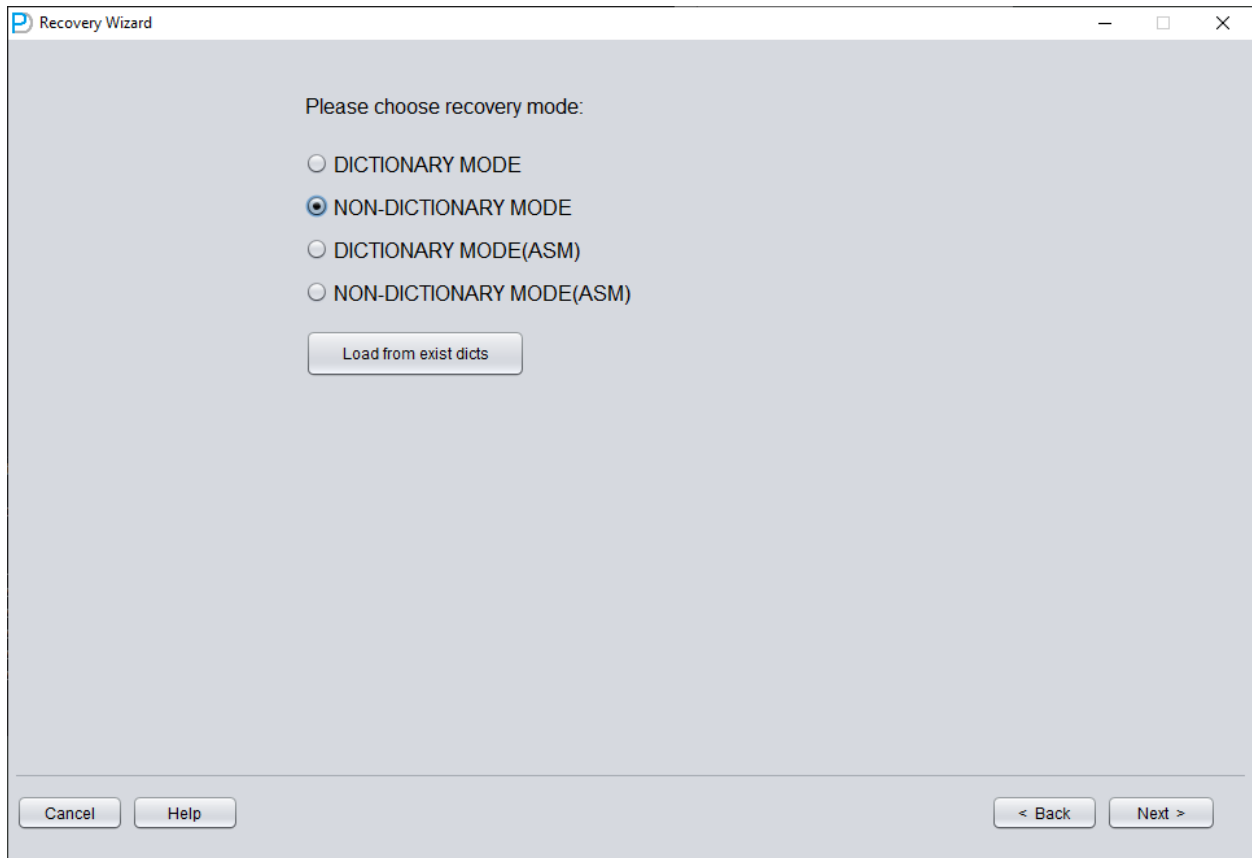 Recovery Wizard
Please choose recovery mode:
DICTIONARY MODE
NON-DICTIONARY MODE
DICTIONARY MODE(ASM)
NON-DICTIONARY MODE(ASM)
Load from exist dicts
Cancel Help < Back Next >